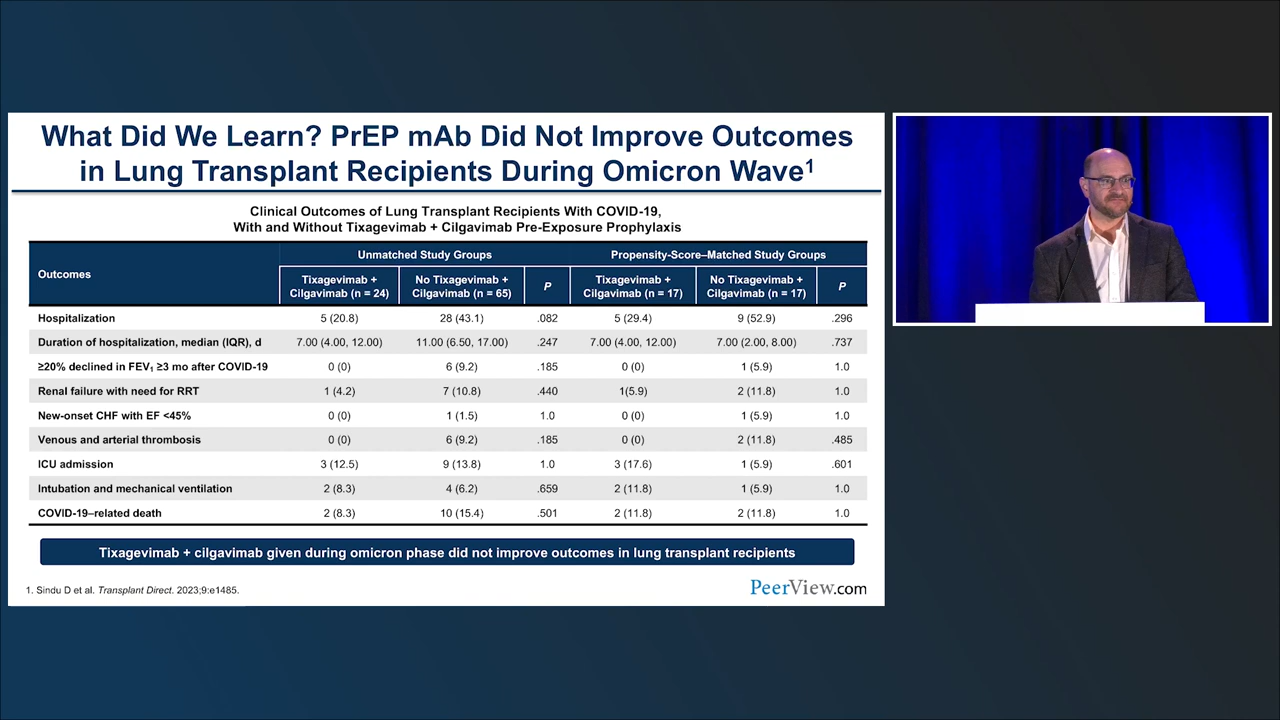 What Did We Learn? PrEP mAb Did Not Improve Outcomes
in Lung Transplant Recipients During Omicron Wave1
Clinical Outcomes of Lung Transplant Recipients With COVID-19,
With and Without Tixagevimab + Cilgavimab Pre-Exposure Prophylaxis
Outcomes
Unmatched Study Groups
Propensity-Score–Matched Study Groups
Tixagevimab + Cilgavimab (n = 24)
No Tixagevimab + Cilgavimab (n = 65)
P
Tixagevimab + Cilgavimab (n = 17)
No Tixagevimab + Cilgavimab (n = 17)
P
Hospitalization 5 (20.8) 28 (43.1) .082 5 (29.4) 9 (52.9) .296
Duration of hospitalization, median (IQR), d 7.00 (4.00, 12.00) 11.00 (6.50, 17.00) .247 7.00 (4.00, 12.00) 7.00 (2.00, 8.00) .737
≥20% declined in FEV1 ≥3 mo after COVID-19 0 (0) 6 (9.2) .185 0 (0) 1 (5.9) 1.0
Renal failure with need for RRT 1 (4.2) 7 (10.8) .440 1(5.9) 2 (11.8) 1.0
New-onset CHF with EF <45% 0 (0) 1 (1.5) 1.0 0 (0) 1 (5.9) 1.0
Venous and arterial thrombosis 0 (0) 6 (9.2) .185 0 (0) 2 (11.8) .485
ICU admission 3 (12.5) 9 (13.8) 1.0 3 (17.6) 1 (5.9) .601
Intubation and mechanical ventilation 2 (8.3) 4 (6.2) .659 2 (11.8) 1 (5.9) 1.0
COVID-19–related death 2 (8.3) 10 (15.4) .501 2 (11.8) 2 (11.8) 1.0
Tixagevimab + cilgavimab given during omicron phase did not improve outcomes in lung transplant recipients
1. Sindu D et al. Transplant Direct. 2023;9:e1485.
PeerView.com